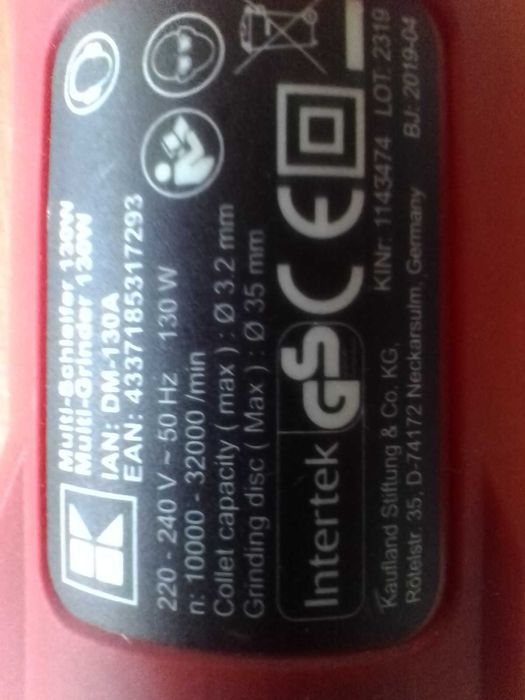 Multi-Schleifer 130W
Multi-Grinder 130W
IAN: DM-130A
EAN: 4337185317293
220 - 240 V ~ 50 Hz 130 W
n: 10000 - 32000 /min
Collet capacity ( max ) : Ø 3.2 mm
Grinding disc ( Max ) : Ø 35 mm
Intertek GS CE
Kaufland Stiftung & Co. KG, KINr: 1143474 LOT: 2319
Rötelstr. 35, D-74172 Neckarsulm, Germany BJ: 2019-04